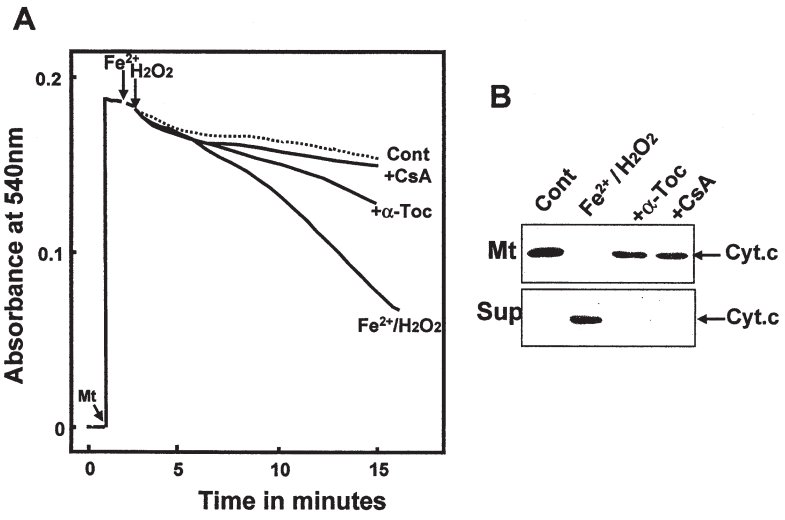 A
Absorbance at 540nm
0.2
0.1
0
Fe²⁺
H₂O₂
Mt
Cont
+CsA
+α-Toc
Fe²⁺/H₂O₂
0 5 10 15
Time in minutes
B
Cont Fe²⁺/H₂O₂ +α-Toc +CsA
Mt Cyt.c
Sup Cyt.c